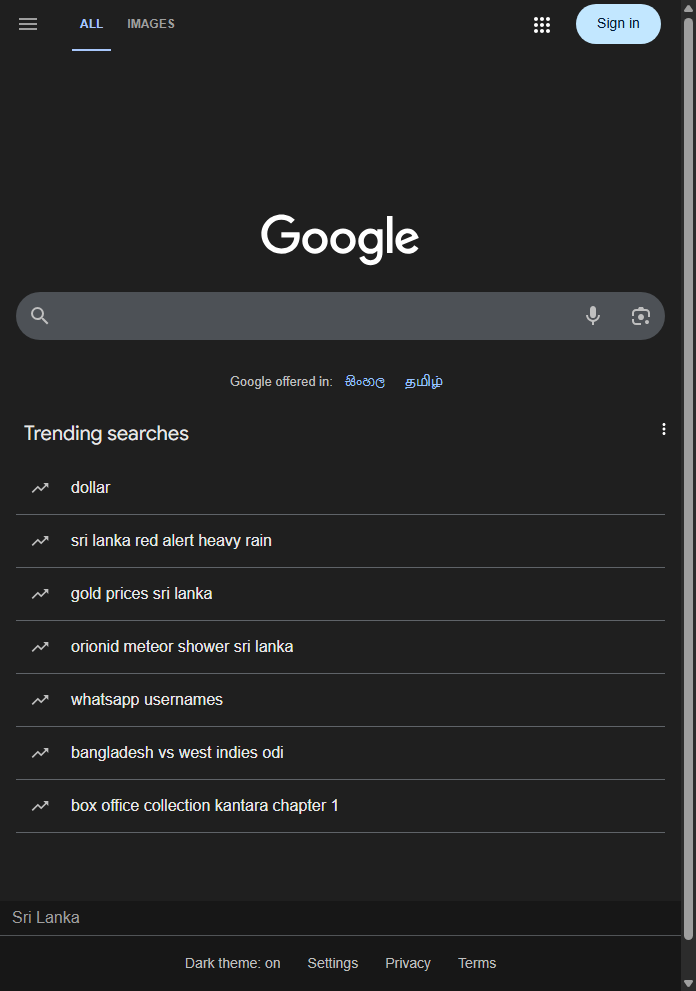 ALL IMAGES Sign in
Google
Google offered in: සිංහල தமிழ்
Trending searches
dollar
sri lanka red alert heavy rain
gold prices sri lanka
orionid meteor shower sri lanka
whatsapp usernames
bangladesh vs west indies odi
box office collection kantara chapter 1
Sri Lanka
Dark theme: on Settings Privacy Terms